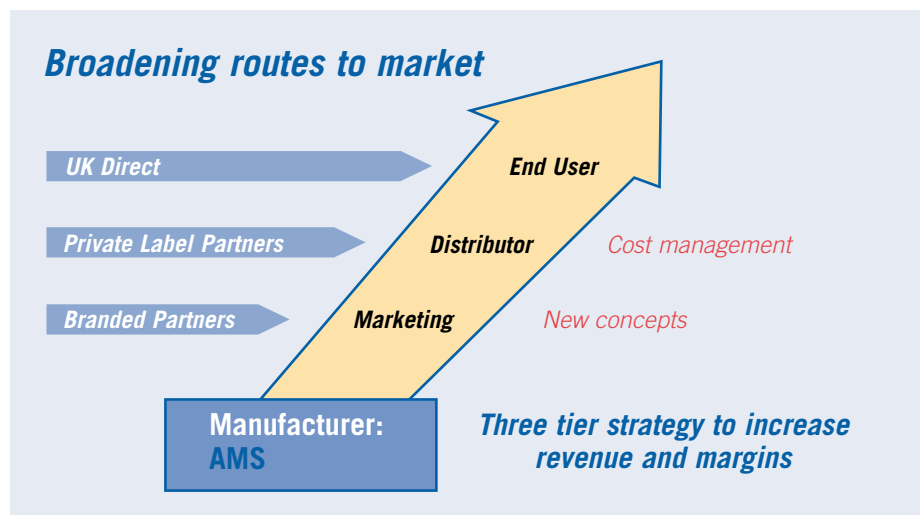 Broadening routes to market
UK Direct
End User
Private Label Partners
Distributor
Cost management
Branded Partners
Marketing
New concepts
Manufacturer:
AMS
Three tier strategy to increase
revenue and margins